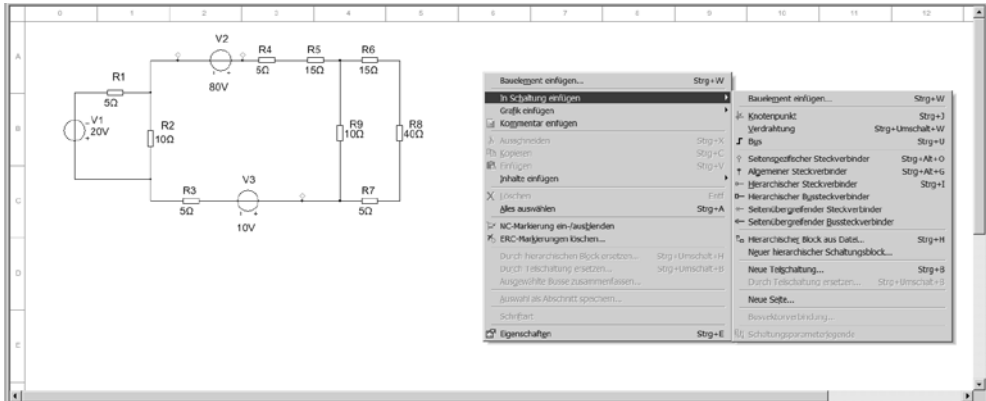 0 1 2 3 4 5 6 7 8 9 10 11 12
A
B
C
D
E
V2
80V
R4
5Ω
R5
15Ω
R6
15Ω
R1
5Ω
V1
20V
R2
10Ω
R9
10Ω
R8
40Ω
R3
5Ω
V3
10V
R7
5Ω
Bauelement einfügen... Strg+W
In Schaltung einfügen
Grafik einfügen
Kommentar einfügen
Ausschneiden Strg+X
Kopieren Strg+C
Einfügen Strg+V
Inhalte einfügen
Löschen Entf
Alles auswählen Strg+A
NC-Markierung ein-/ausblenden
ERC-Markierungen löschen...
Durch hierarchischen Block ersetzen... Strg+Umschalt+H
Durch Teilschaltung ersetzen... Strg+Umschalt+B
Ausgewählte Busse zusammenfassen...
Auswahl als Abschnitt speichern...
Schriftart
Eigenschaften Strg+E
Bauelement einfügen... Strg+W
Knotenpunkt Strg+J
Verdrahtung Strg+Umschalt+W
Bus Strg+U
Seitenspezifischer Steckverbinder Strg+Alt+O
Allgemeiner Steckverbinder Strg+Alt+G
Hierarchischer Steckverbinder Strg+I
Hierarchischer Bussteckverbinder
Seitenübergreifender Steckverbinder
Seitenübergreifender Bussteckverbinder
Hierarchischer Block aus Datei... Strg+H
Neuer hierarchischer Schaltungsblock...
Neue Teilschaltung... Strg+B
Durch Teilschaltung ersetzen... Strg+Umschalt+B
Neue Seite...
Busvektorverbindung...
Schaltungsparameterlegende